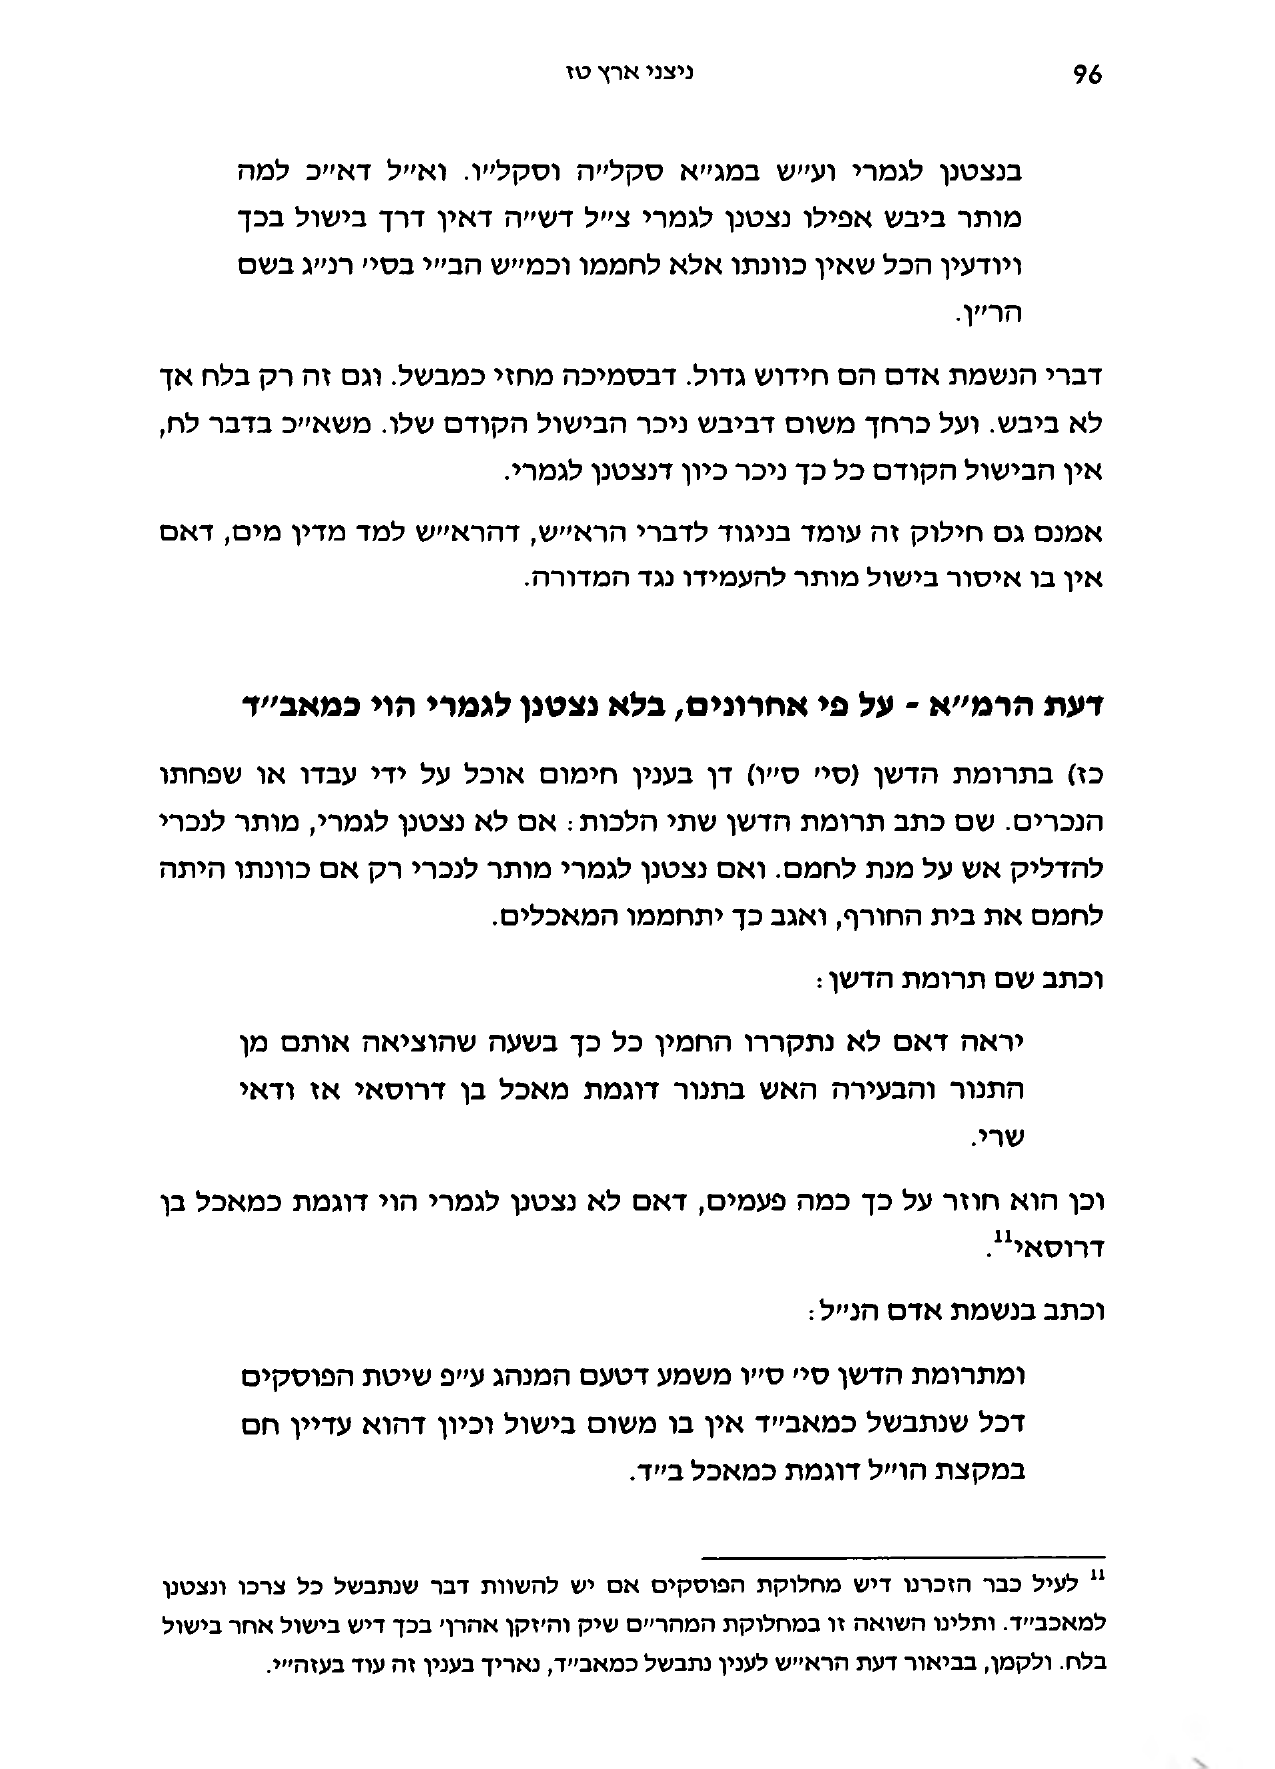 96 ניצני ארץ טז
בנצטנן לגמרי וע״ש במג״א סקל״ה וסקל״ו. וא״ל דא״כ למה
מותר ביבש אפילו נצטנן לגמרי צ״ל דש״ה דאין דרך בישול בכך
ויודעין הכל שאין כוונתו אלא לחממו וכמ״ש הב״י בסי׳ רנ״ג בשם
הר״ן.
דברי הנשמת אדם הם חידוש גדול. דבסמיכה מחזי כמבשל. וגם זה רק בלח אך
לא ביבש. ועל כרחך משום דביבש ניכר הבישול הקודם שלו. משא״כ בדבר לח,
אין הבישול הקודם כל כך ניכר כיון דנצטנן לגמרי.
אמנם גם חילוק זה עומד בניגוד לדברי הרא״ש, דהרא״ש למד מדין מים, דאם
אין בו איסור בישול מותר להעמידו נגד המדורה.
דעת הרמ״א - על פי אחרונים, בלא נצטנן לגמרי הוי כמאב״ד
כז) בתרומת הדשן (סי׳ ס״ו) דן בענין חימום אוכל על ידי עבדו או שפחתו
הנכרים. שם כתב תרומת הדשן שתי הלכות: אם לא נצטנן לגמרי, מותר לנכרי
להדליק אש על מנת לחמם. ואם נצטנן לגמרי מותר לנכרי רק אם כוונתו היתה
לחמם את בית החורף, ואגב כך יתחממו המאכלים.
וכתב שם תרומת הדשן:
יראה דאם לא נתקררו החמין כל כך בשעה שהוציאה אותם מן
התנור והבעירה האש בתנור דוגמת מאכל בן דרוסאי אז ודאי
שרי.
וכן הוא חוזר על כך כמה פעמים, דאם לא נצטנן לגמרי הוי דוגמת כמאכל בן
דרוסאי¹¹.
וכתב בנשמת אדם הנ״ל:
ומתרומת הדשן סי׳ ס״ו משמע דטעם המנהג ע״פ שיטת הפוסקים
דכל שנתבשל כמאב״ד אין בו משום בישול וכיון דהוא עדיין חם
במקצת הו״ל דוגמת כמאכל ב״ד.
¹¹ לעיל כבר הזכרנו דיש מחלוקת הפוסקים אם יש להשוות דבר שנתבשל כל צרכו ונצטנן
למאכב״ד. ותלינו השואה זו במחלוקת המהר״ם שיק וה׳זקן אהרן׳ בכך דיש בישול אחר בישול
בלח. ולקמן, בביאור דעת הרא״ש לענין נתבשל כמאב״ד, נאריך בענין זה עוד בעזה״י.